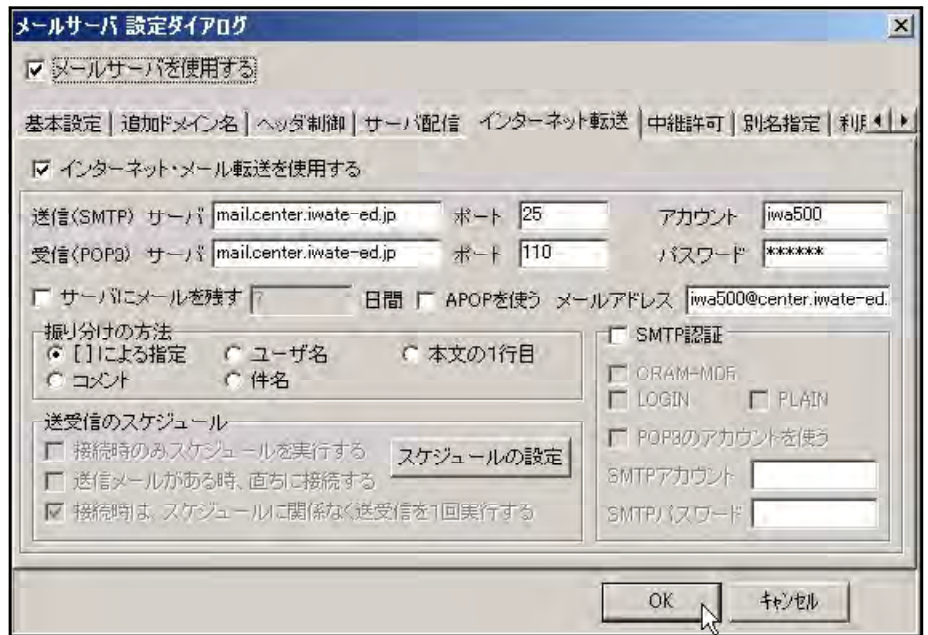 メールサーバ 設定ダイアログ
メールサーバを使用する
基本設定 追加ドメイン名 ヘッダ制御 サーバ配信 インターネット転送 中継許可 別名指定
インターネット・メール転送を使用する
送信(SMTP) サーバ mail.center.iwate-ed.jp ポート 25 アカウント iwa500
受信(POP3) サーバ mail.center.iwate-ed.jp ポート 110 パスワード ******
サーバにメールを残す 7 日間 APOPを使う メールアドレス iwa500@center.iwate-ed.
振り分けの方法
[ ]による指定 ユーザ名 本文の1行目
コメント 件名
送受信のスケジュール
接続時のみスケジュールを実行する
スケジュールの設定
送信メールがある時、直ちに接続する
接続時は、スケジュールに関係なく送受信を1回実行する
SMTP認証
CRAM-MD5
LOGIN PLAIN
POP3のアカウントを使う
SMTPアカウント
SMTPパスワード
OK キャンセル